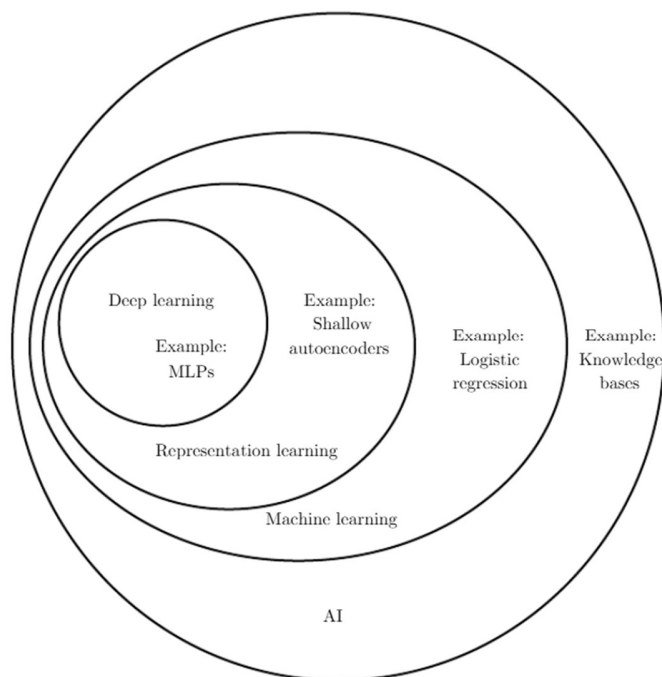 Deep learning
Example:
MLPs
Example:
Shallow
autoencoders
Example:
Logistic
regression
Example:
Knowledge
bases
Representation learning
Machine learning
AI